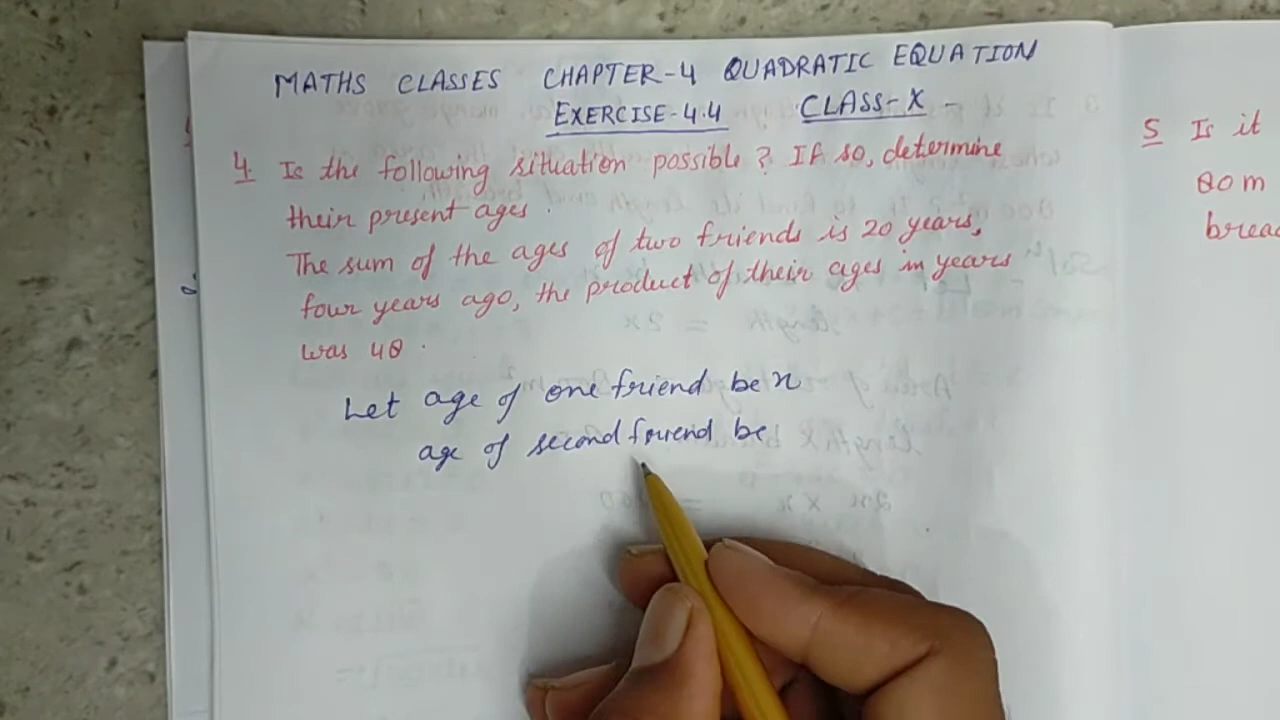 MATHS CLASSES CHAPTER-4 QUADRATIC EQUATION
EXERCISE-4.4 CLASS-X
4 Is the following situation possible? If so, determine
their present ages.
The sum of the ages of two friends is 20 years,
four years ago, the product of their ages in years
was 48.
Let age of one friend be x
age of second friend be
5 Is it
80m
breac